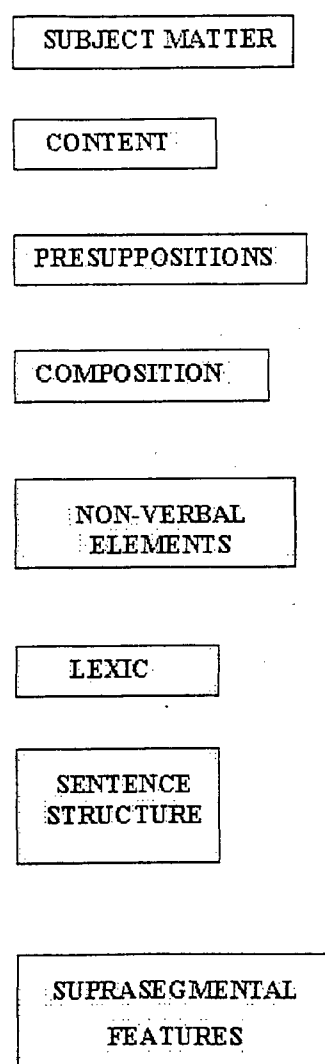 SUBJECT MATTER
CONTENT
PRESUPPOSITIONS
COMPOSITION
NON-VERBAL
ELEMENTS
LEXIC
SENTENCE
STRUCTURE
SUPRASEGMENTAL
FEATURES